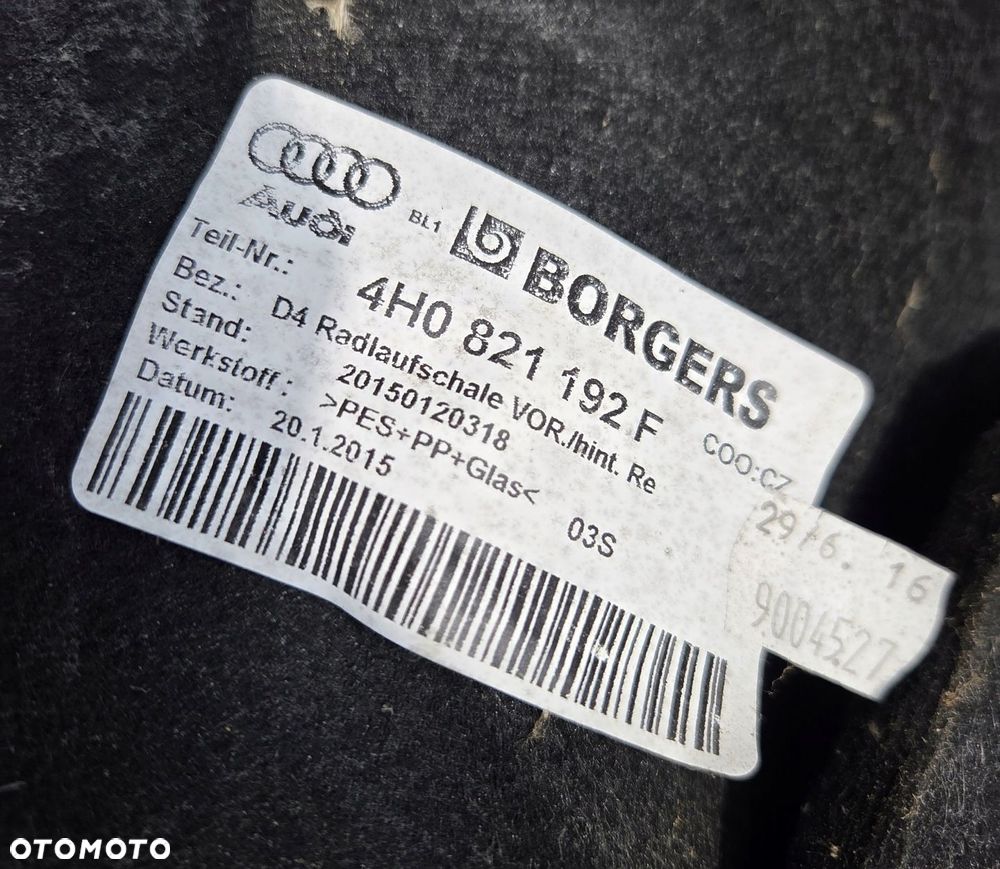 Audi
BL1
BORGERS
Teil-Nr.: 4H0 821 192 F
COO:CZ
Bez.: D4 Radlaufschale VOR./hint. Re
Stand: 20150120318
Werkstoff: >PES+PP+Glas<
Datum: 20.1.2015
03S
29/6. 16
9004527
OTOMOTO